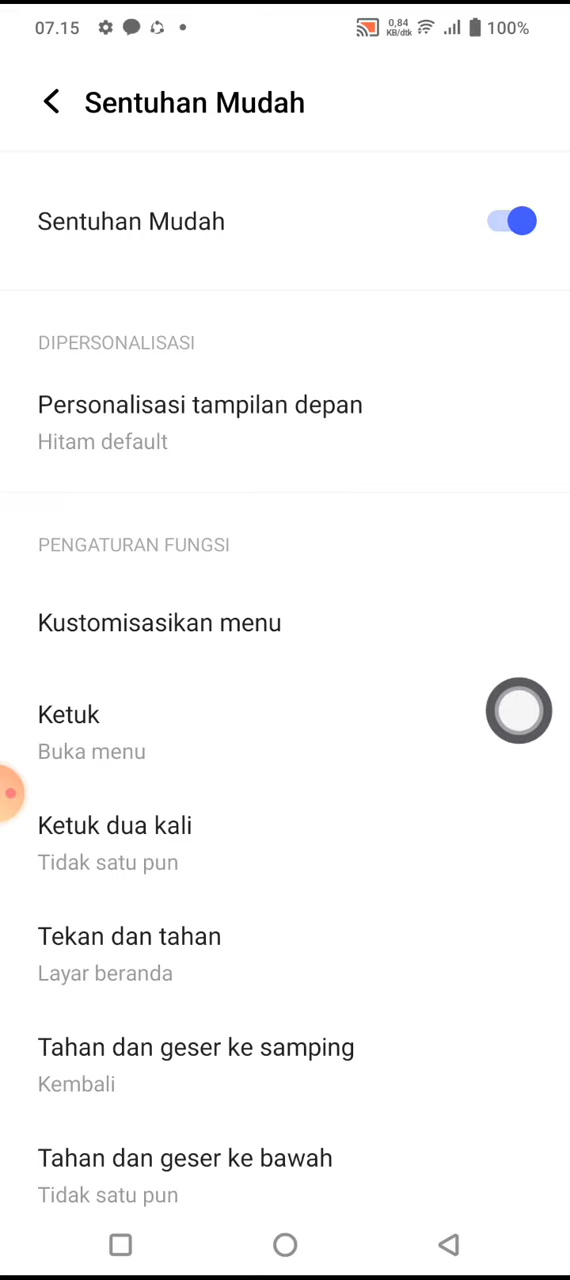 07.15
0,84
KB/dtk
100%
Sentuhan Mudah
Sentuhan Mudah
DIPERSONALISASI
Personalisasi tampilan depan
Hitam default
PENGATURAN FUNGSI
Kustomisasikan menu
Ketuk
Buka menu
Ketuk dua kali
Tidak satu pun
Tekan dan tahan
Layar beranda
Tahan dan geser ke samping
Kembali
Tahan dan geser ke bawah
Tidak satu pun